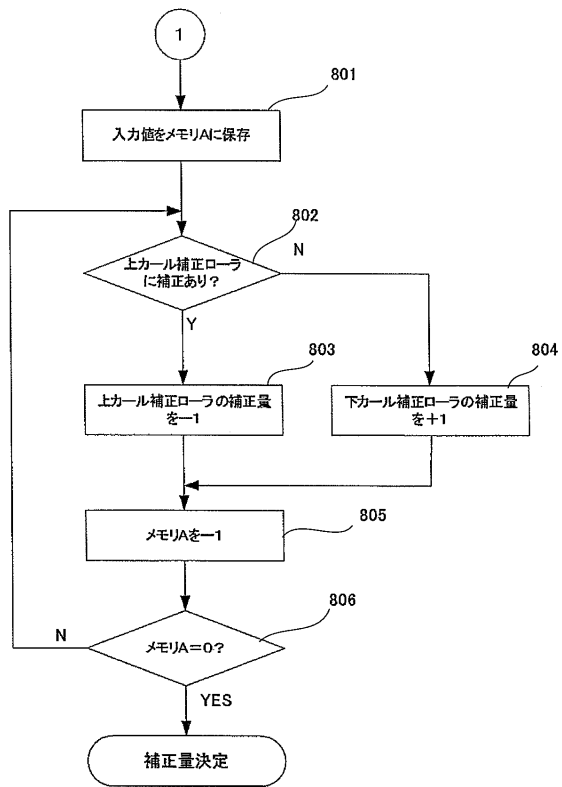 1
801
入力値をメモリAに保存
802
上カール補正ローラ
に補正あり？
N
Y
803
上カール補正ローラの補正量
を－1
804
下カール補正ローラの補正量
を＋1
805
メモリAを－1
806
メモリA＝0？
N
YES
補正量決定